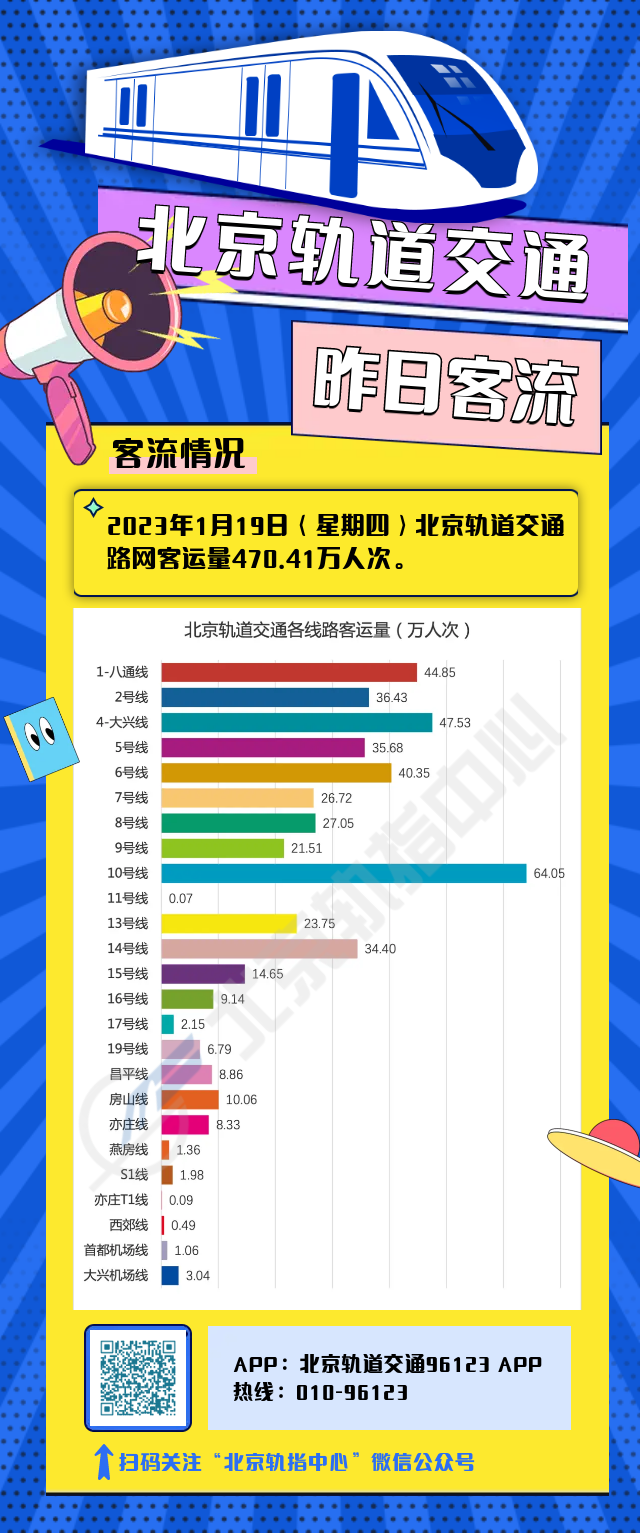 北京轨道交通
昨日客流
客流情况
2023年1月19日（星期四）北京轨道交通
路网客运量470.41万人次。
北京轨道交通各线路客运量（万人次）
1-八通线 44.85
2号线 36.43
4-大兴线 47.53
5号线 35.68
6号线 40.35
7号线 26.72
8号线 27.05
9号线 21.51
10号线 64.05
11号线 0.07
13号线 23.75
14号线 34.40
15号线 14.65
16号线 9.14
17号线 2.15
19号线 6.79
昌平线 8.86
房山线 10.06
亦庄线 8.33
燕房线 1.36
S1线 1.98
亦庄T1线 0.09
西郊线 0.49
首都机场线 1.06
大兴机场线 3.04
北京轨指中心
APP：北京轨道交通96123 APP
热线：010-96123
扫码关注“北京轨指中心”微信公众号